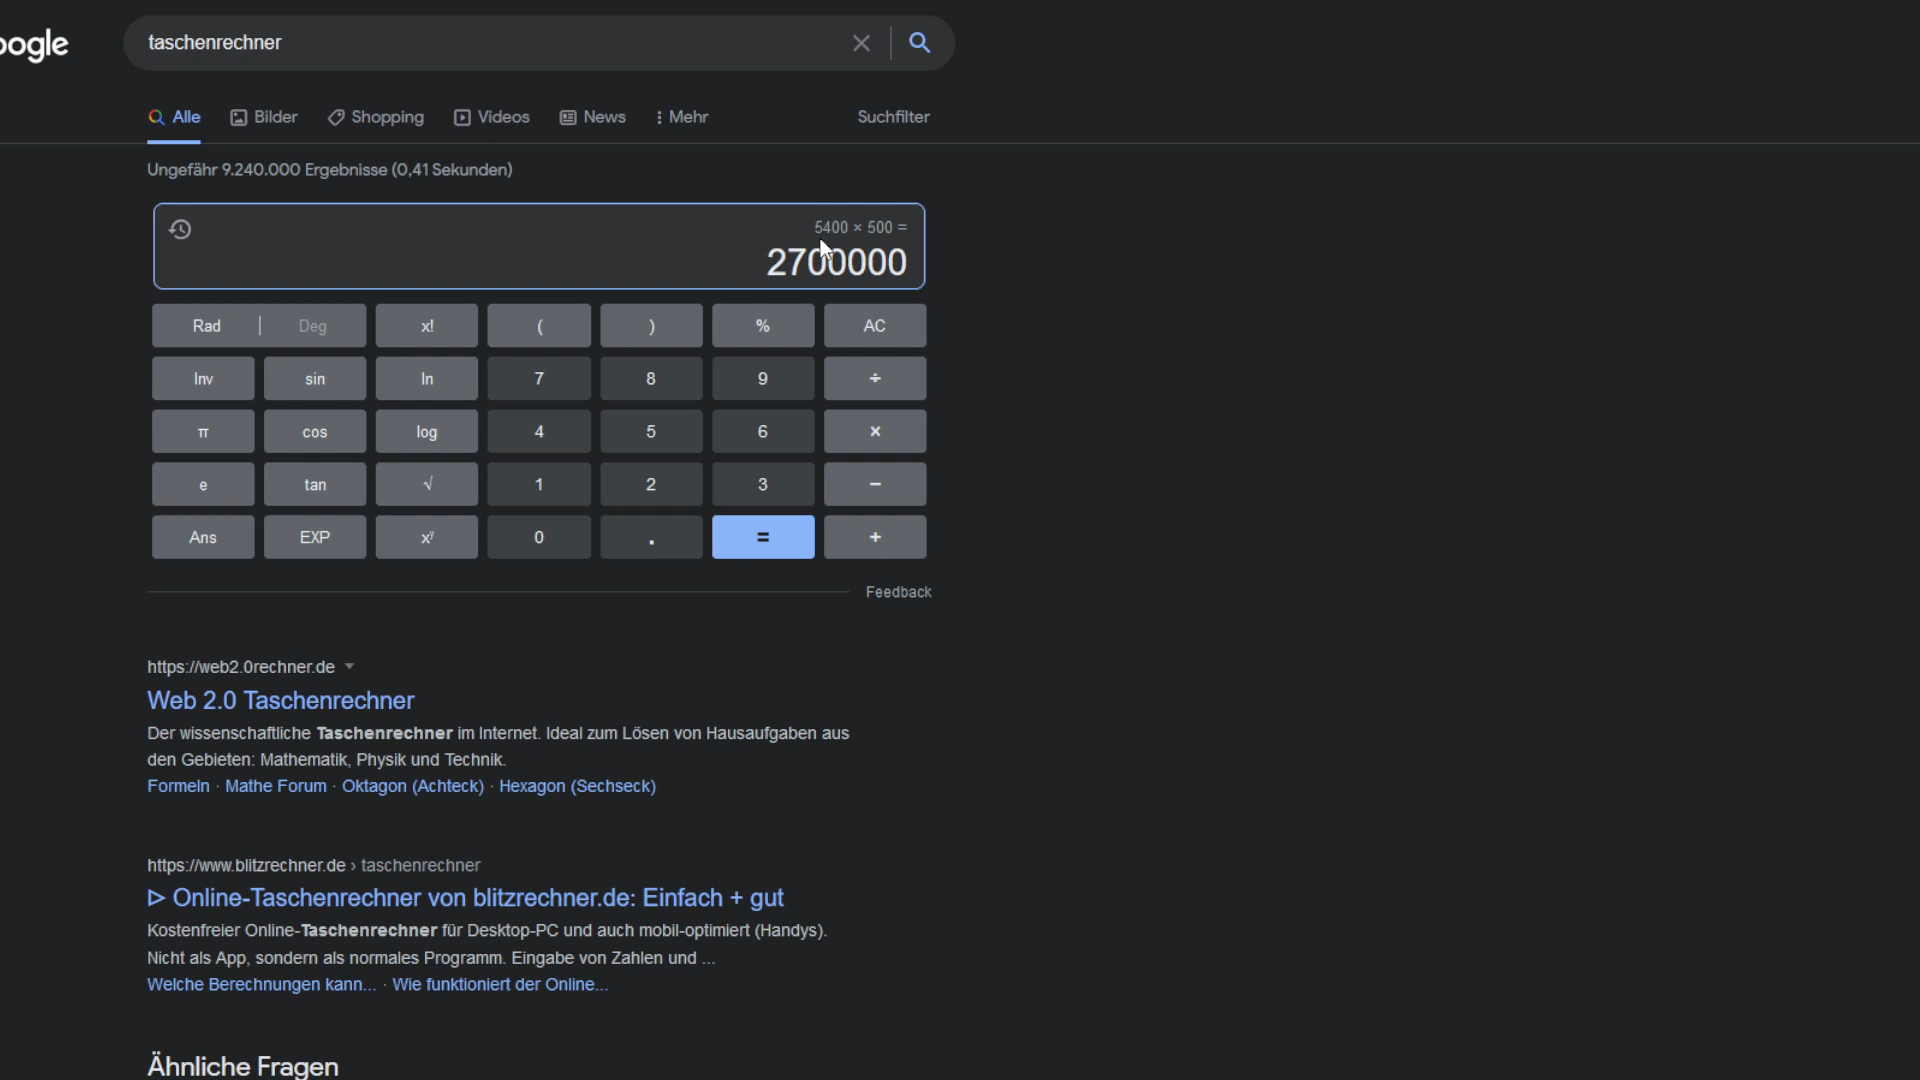 oogle
taschenrechner
Alle Bilder Shopping Videos News Mehr Suchfilter
Ungefähr 9.240.000 Ergebnisse (0,41 Sekunden)
5400 × 500 =
2700000
Rad | Deg x! ( ) % AC
Inv sin ln 7 8 9 ÷
π cos log 4 5 6 ×
e tan √ 1 2 3 −
Ans EXP xʸ 0 . = +
Feedback
https://web2.0rechner.de
Web 2.0 Taschenrechner
Der wissenschaftliche Taschenrechner im Internet. Ideal zum Lösen von Hausaufgaben aus
den Gebieten: Mathematik, Physik und Technik.
Formeln · Mathe Forum · Oktagon (Achteck) · Hexagon (Sechseck)
https://www.blitzrechner.de › taschenrechner
ᐅ Online-Taschenrechner von blitzrechner.de: Einfach + gut
Kostenfreier Online-Taschenrechner für Desktop-PC und auch mobil-optimiert (Handys).
Nicht als App, sondern als normales Programm. Eingabe von Zahlen und ...
Welche Berechnungen kann... · Wie funktioniert der Online...
Ähnliche Fragen